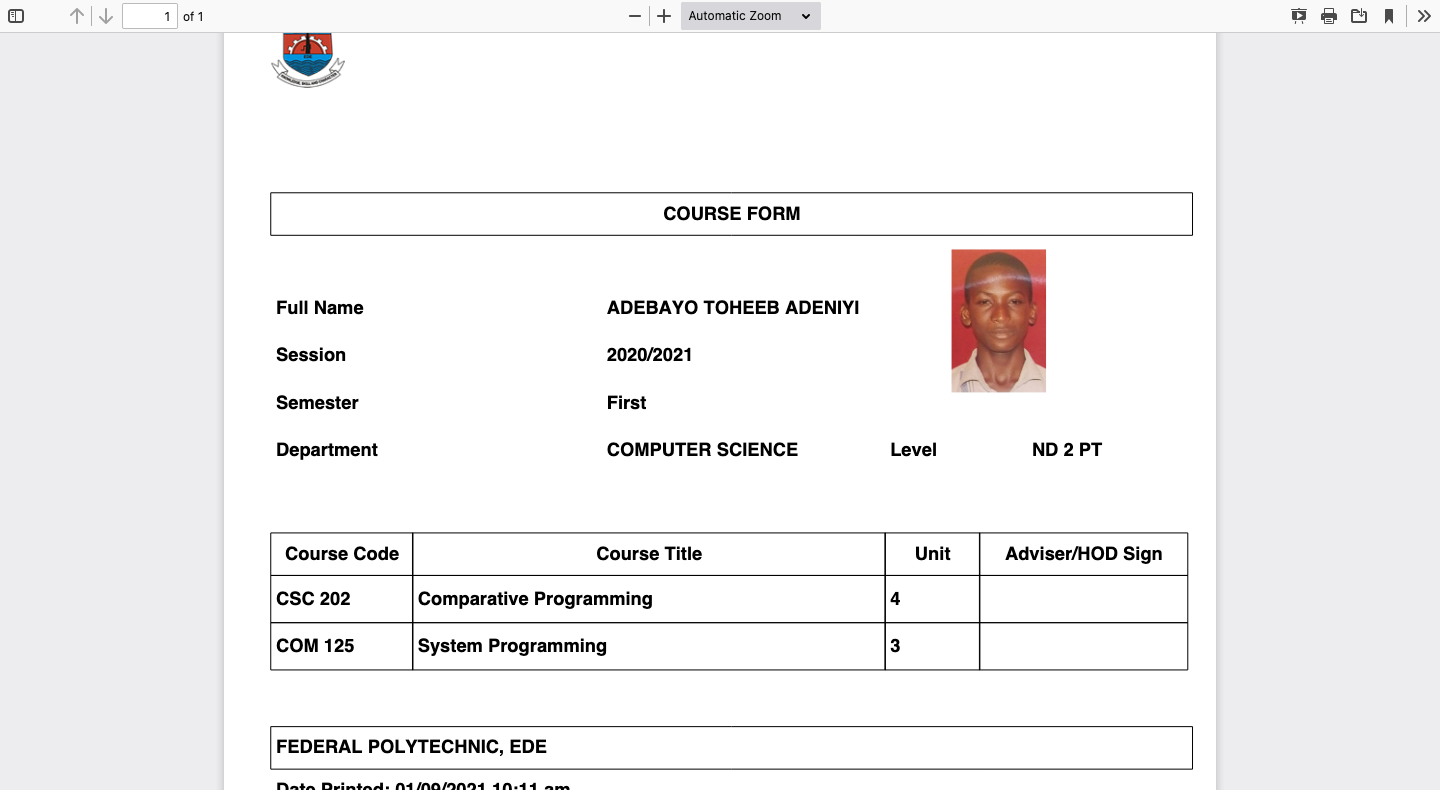 1 of 1 Automatic Zoom
COURSE FORM
Full Name ADEBAYO TOHEEB ADENIYI
Session 2020/2021
Semester First
Department COMPUTER SCIENCE Level ND 2 PT
Course Code Course Title Unit Adviser/HOD Sign
CSC 202 Comparative Programming 4
COM 125 System Programming 3
FEDERAL POLYTECHNIC, EDE
Date Printed: 01/09/2021 10:11 am